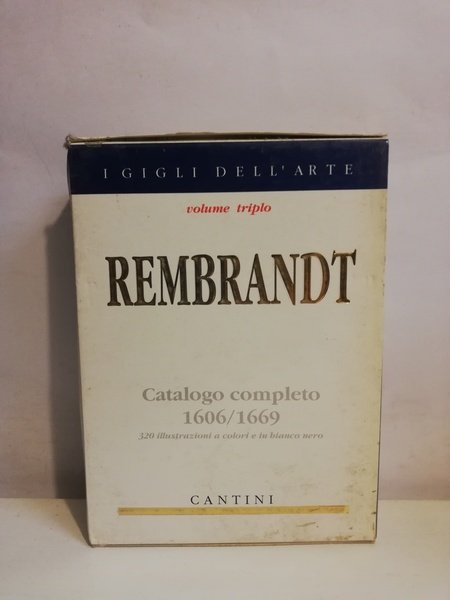 I GIGLI DELL'ARTE
volume triplo
REMBRANDT
Catalogo completo
1606/1669
320 illustrazioni a colori e in bianco nero
CANTINI